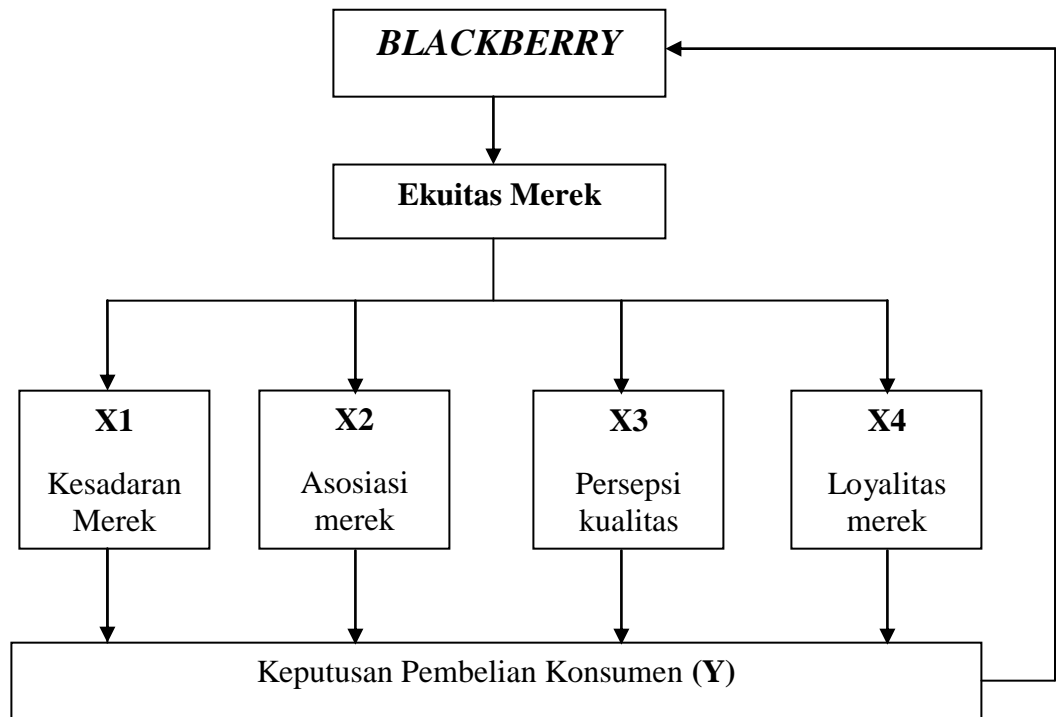 BLACKBERRY
Ekuitas Merek
X1
Kesadaran
Merek
X2
Asosiasi
merek
X3
Persepsi
kualitas
X4
Loyalitas
merek
Keputusan Pembelian Konsumen (Y)